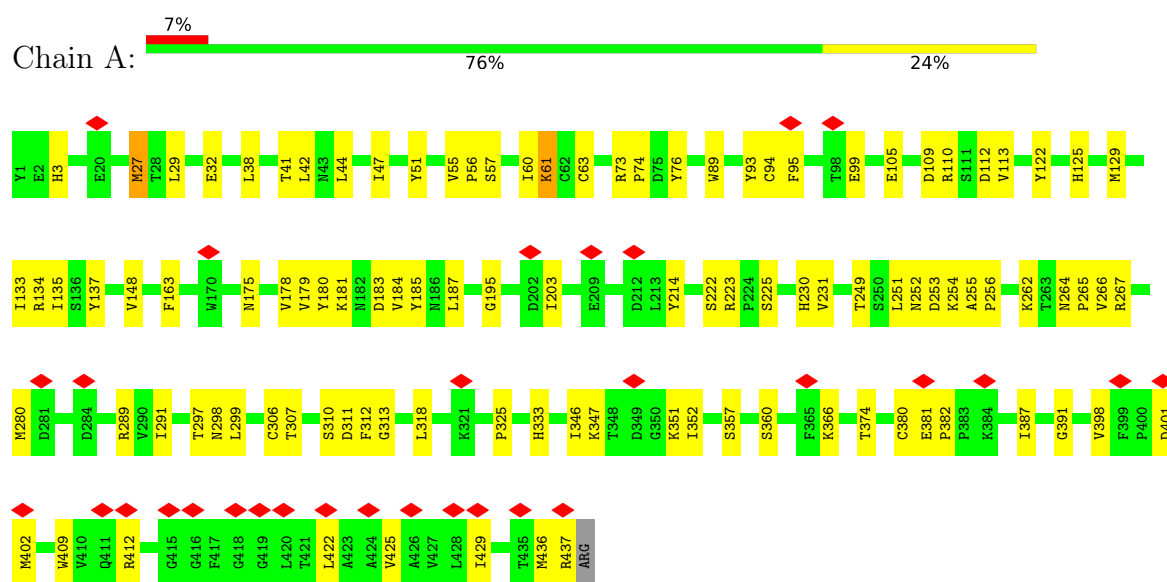 7%
Chain A:
76% 24%
Y1 E2 H3 E20 M27 T28 L29 E32 L38 T41 L42 N43 L44 I47 Y51 V55 P56 S57 I60 K61 C62 C63 R73 P74 D75 Y76 W89 Y93 C94 F95 T98 E99 E105 D109 R110 S111 D112 V113 Y122 H125 M129
I133 R134 I135 S136 Y137 V148 F163 W170 N175 V178 V179 Y180 K181 N182 D183 V184 Y185 N186 L187 G195 D202 I203 E209 D212 L213 Y214 S222 R223 P224 S225 H230 V231 T249 S250 L251 N252 D253 K254 A255 P256 K262 T263 N264 P265 V266 R267
M280 D281 D284 R289 V290 I291 T297 N298 L299 C306 T307 S310 D311 F312 G313 L318 K321 P325 H333 I346 K347 T348 D349 G350 K351 I352 S357 S360 F365 K366 T374 C380 E381 P382 P383 K384 I387 G391 V398 F399 P400 D401
M402 W409 V410 Q411 R412 G415 G416 F417 G418 G419 L420 T421 L422 A423 A424 V425 A426 V427 L428 I429 T435 M436 R437 ARG